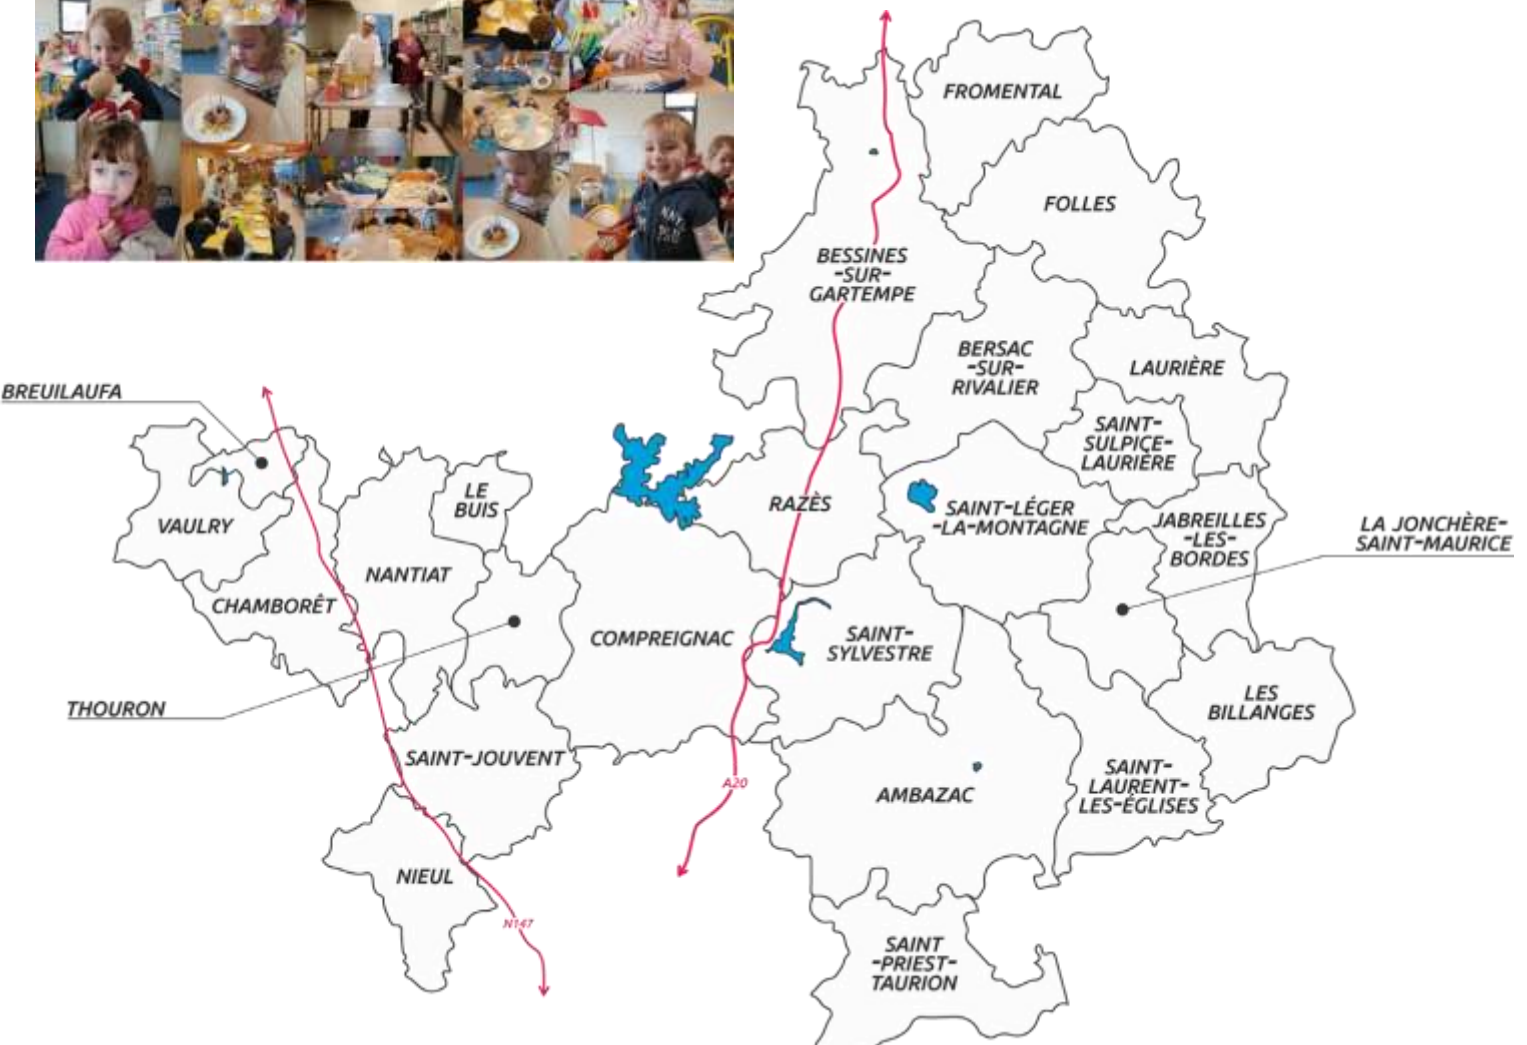 FROMENTAL
FOLLES
BESSINES
-SUR-
GARTEMPE
BERSAC
-SUR-
RIVALIER
LAURIÈRE
BREUILAUFA
SAINT-
SULPICE-
LAURIÈRE
LE
BUIS
RAZÈS
SAINT-LÉGER
-LA-MONTAGNE
VAULRY
JABREILLES
-LES-
BORDES
LA JONCHÈRE-
SAINT-MAURICE
NANTIAT
CHAMBORÊT
COMPREIGNAC
SAINT-
SYLVESTRE
THOURON
LES
BILLANGES
SAINT-JOUVENT
A20
AMBAZAC
SAINT-
LAURENT-
LES-ÉGLISES
NIEUL
N147
SAINT
-PRIEST-
TAURION